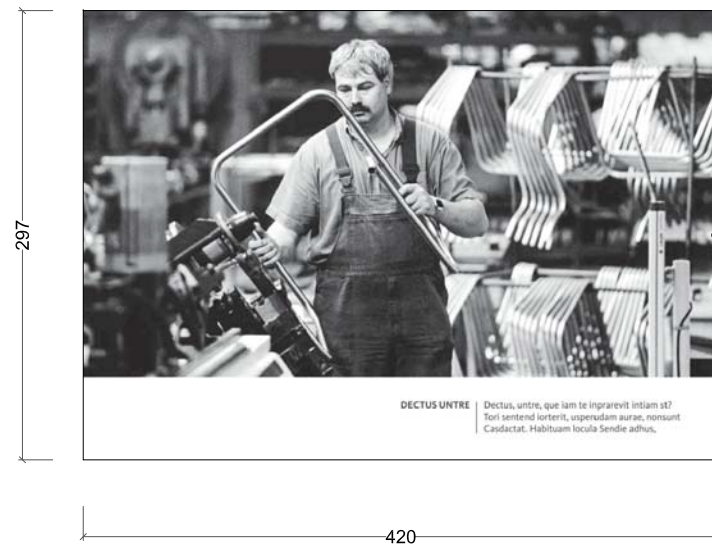 297
DECTUS UNTRE
Dectus, untre, que iam te inprarevit intiam st?
Tori sentend iorterit, usperudam aurae, nonsunt
Casdactat. Habituam locula Sendie adhus,
420